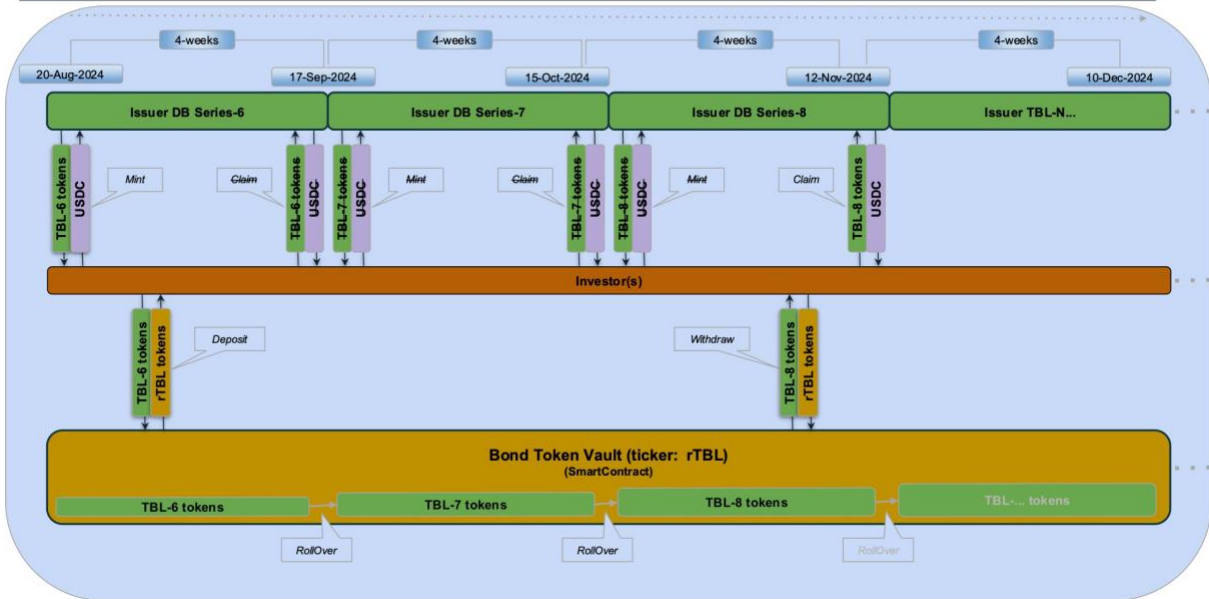 4-weeks
4-weeks
4-weeks
4-weeks
20-Aug-2024
17-Sep-2024
15-Oct-2024
12-Nov-2024
10-Dec-2024
Issuer DB Series-6
Issuer DB Series-7
Issuer DB Series-8
Issuer TBL-N...
TBL-6 tokens
USDC
Mint
Claim
TBL-6 tokens
USDC
TBL-7 tokens
USDC
Mint
Claim
TBL-7 tokens
USDC
TBL-8 tokens
USDC
Mint
Claim
TBL-8 tokens
USDC
Investor(s)
TBL-6 tokens
rTBL tokens
Deposit
Withdraw
TBL-8 tokens
rTBL tokens
Bond Token Vault (ticker: rTBL)
(SmartContract)
TBL-6 tokens
TBL-7 tokens
TBL-8 tokens
TBL-... tokens
RollOver
RollOver
RollOver